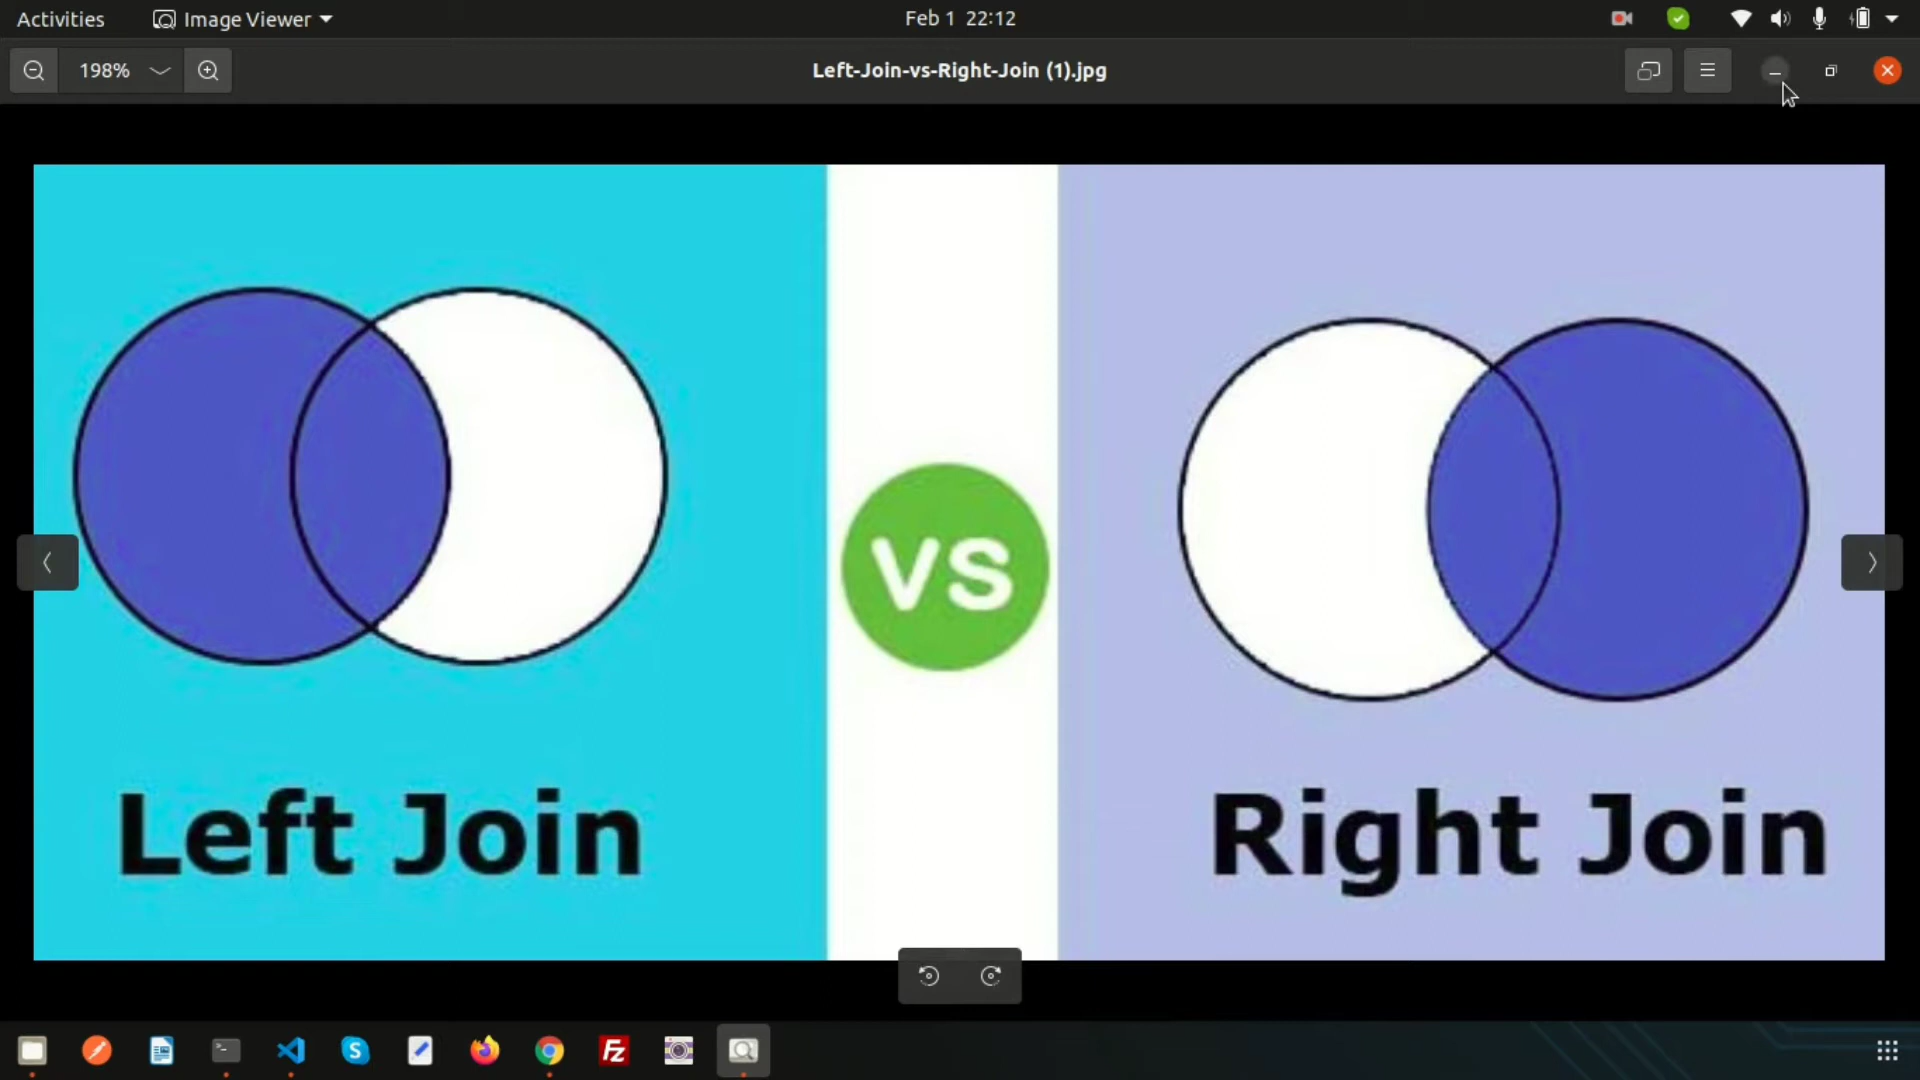 Activities
Image Viewer
Feb 1 22:12
198%
Left-Join-vs-Right-Join (1).jpg
VS
Left Join
Right Join